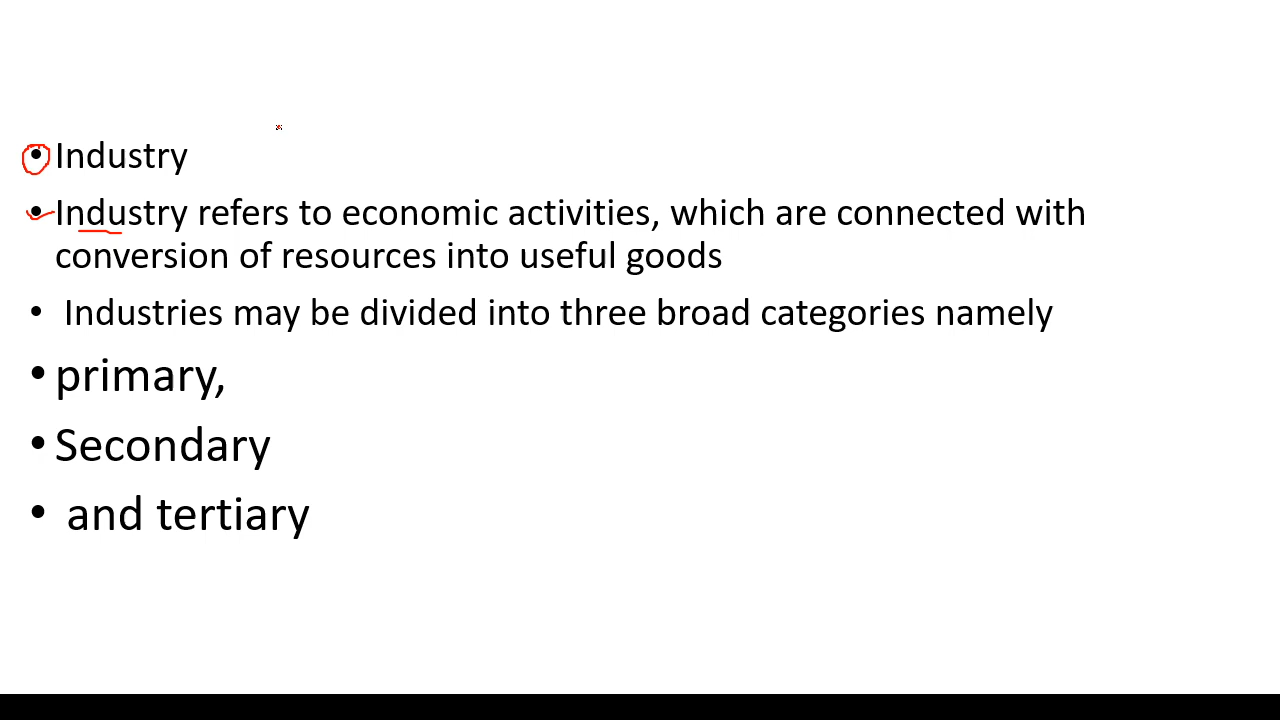 • Industry
• Industry refers to economic activities, which are connected with
conversion of resources into useful goods
• Industries may be divided into three broad categories namely
• primary,
• Secondary
• and tertiary